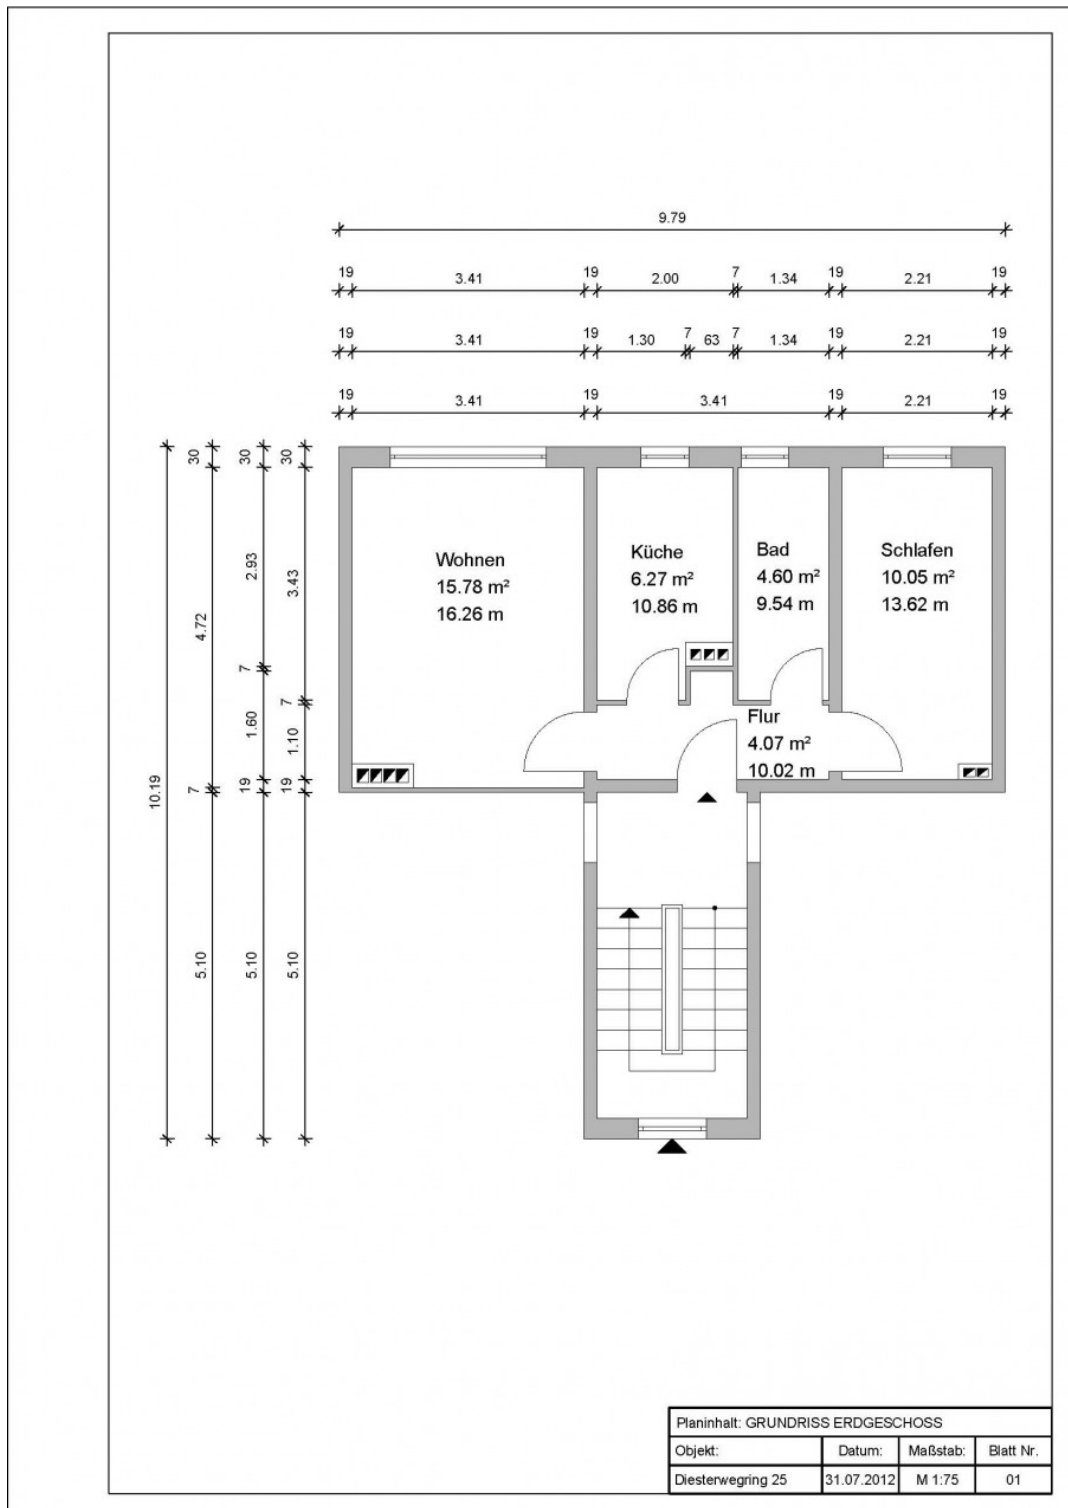 9.79
19 3.41 19 2.00 7 1.34 19 2.21 19
19 3.41 19 1.30 7 63 7 1.34 19 2.21 19
19 3.41 19 3.41 19 2.21 19
10.19
30 4.72 7 5.10
30 2.93 7 1.60 19 5.10
30 3.43 7 1.10 19 5.10
Wohnen
15.78 m²
16.26 m
Küche
6.27 m²
10.86 m
Bad
4.60 m²
9.54 m
Schlafen
10.05 m²
13.62 m
Flur
4.07 m²
10.02 m
Planinhalt: GRUNDRISS ERDGESCHOSS
Objekt: Datum: Maßstab: Blatt Nr.
Diesterwegring 25 31.07.2012 M 1:75 01